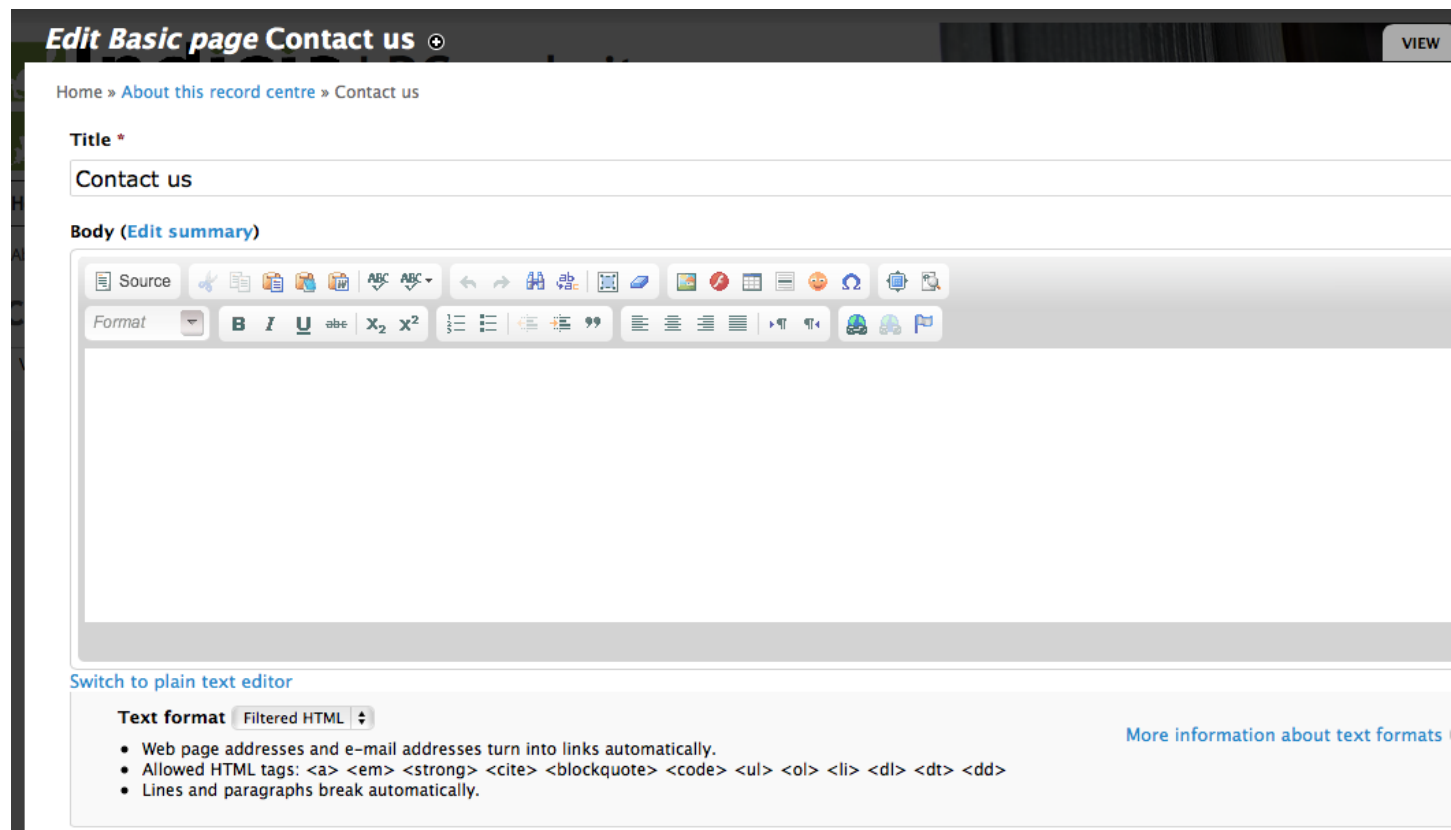 Edit Basic page Contact us
VIEW
Home » About this record centre » Contact us
Title *
Contact us
Body (Edit summary)
Source
Format B I U abc X₂ X²
Switch to plain text editor
Text format Filtered HTML
More information about text formats
• Web page addresses and e-mail addresses turn into links automatically.
• Allowed HTML tags: <a> <em> <strong> <cite> <blockquote> <code> <ul> <ol> <li> <dl> <dt> <dd>
• Lines and paragraphs break automatically.